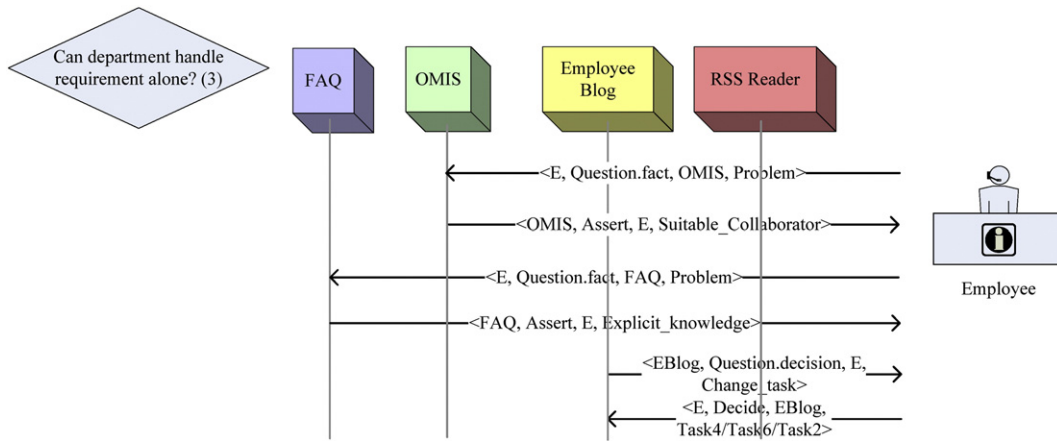 Can department handle
requirement alone? (3)
FAQ
OMIS
Employee
Blog
RSS Reader
<E, Question.fact, OMIS, Problem>
<OMIS, Assert, E, Suitable_Collaborator>
<E, Question.fact, FAQ, Problem>
Employee
<FAQ, Assert, E, Explicit_knowledge>
<EBlog, Question.decision, E,
Change_task>
<E, Decide, EBlog,
Task4/Task6/Task2>